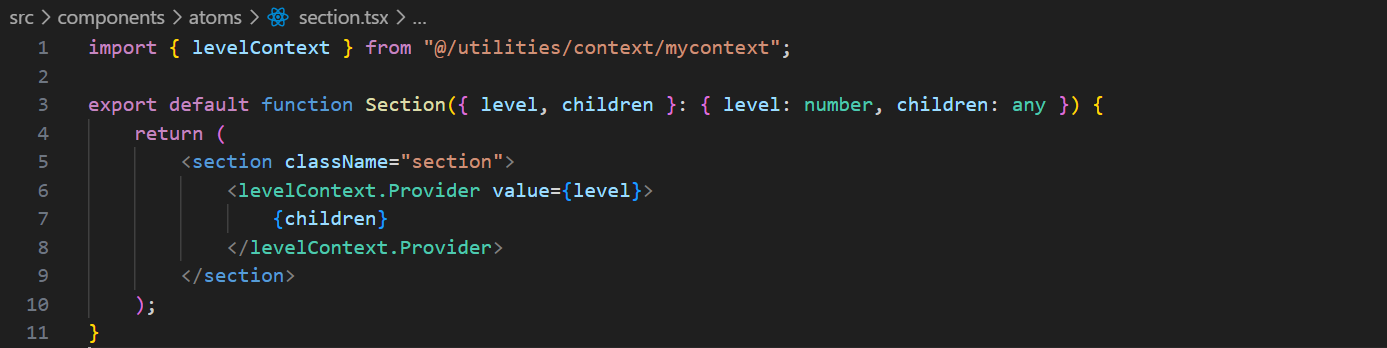 src > components > atoms > section.tsx > ...
1 import { levelContext } from "@/utilities/context/mycontext";
2
3 export default function Section({ level, children }: { level: number, children: any }) {
4     return (
5         <section className="section">
6             <levelContext.Provider value={level}>
7                 {children}
8             </levelContext.Provider>
9         </section>
10     );
11 }